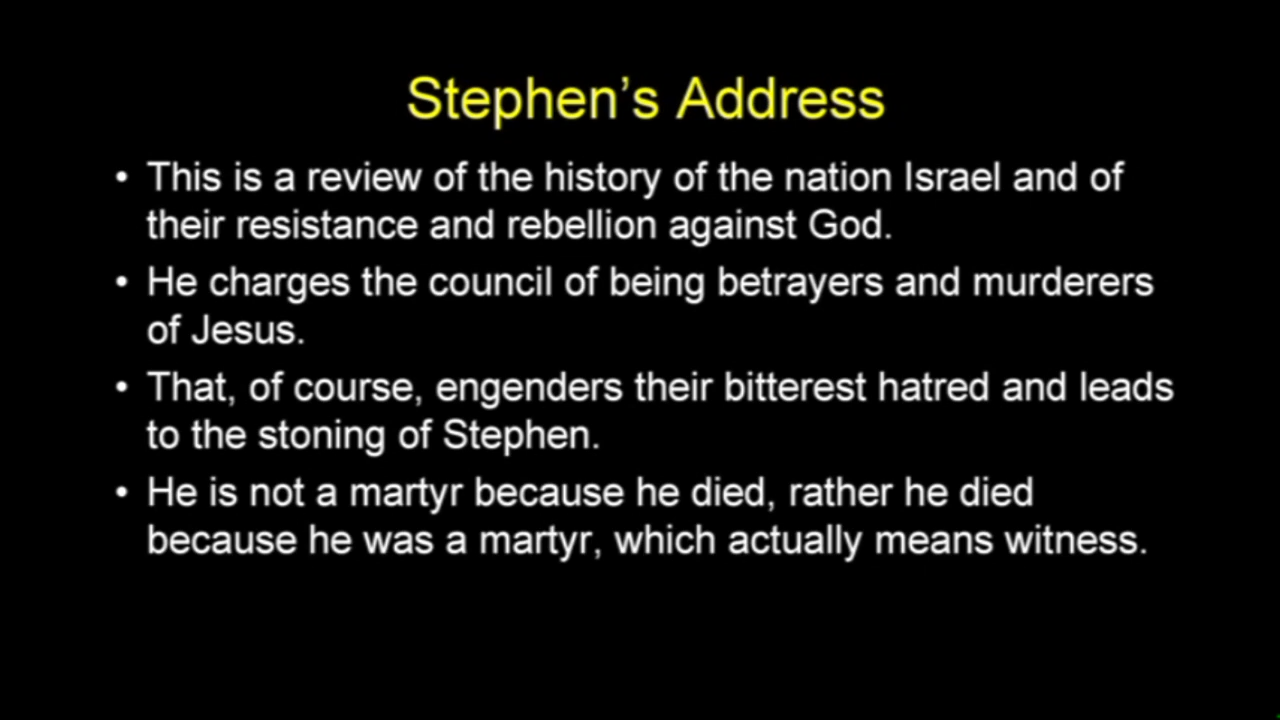 Stephen’s Address
• This is a review of the history of the nation Israel and of
their resistance and rebellion against God.
• He charges the council of being betrayers and murderers
of Jesus.
• That, of course, engenders their bitterest hatred and leads
to the stoning of Stephen.
• He is not a martyr because he died, rather he died
because he was a martyr, which actually means witness.